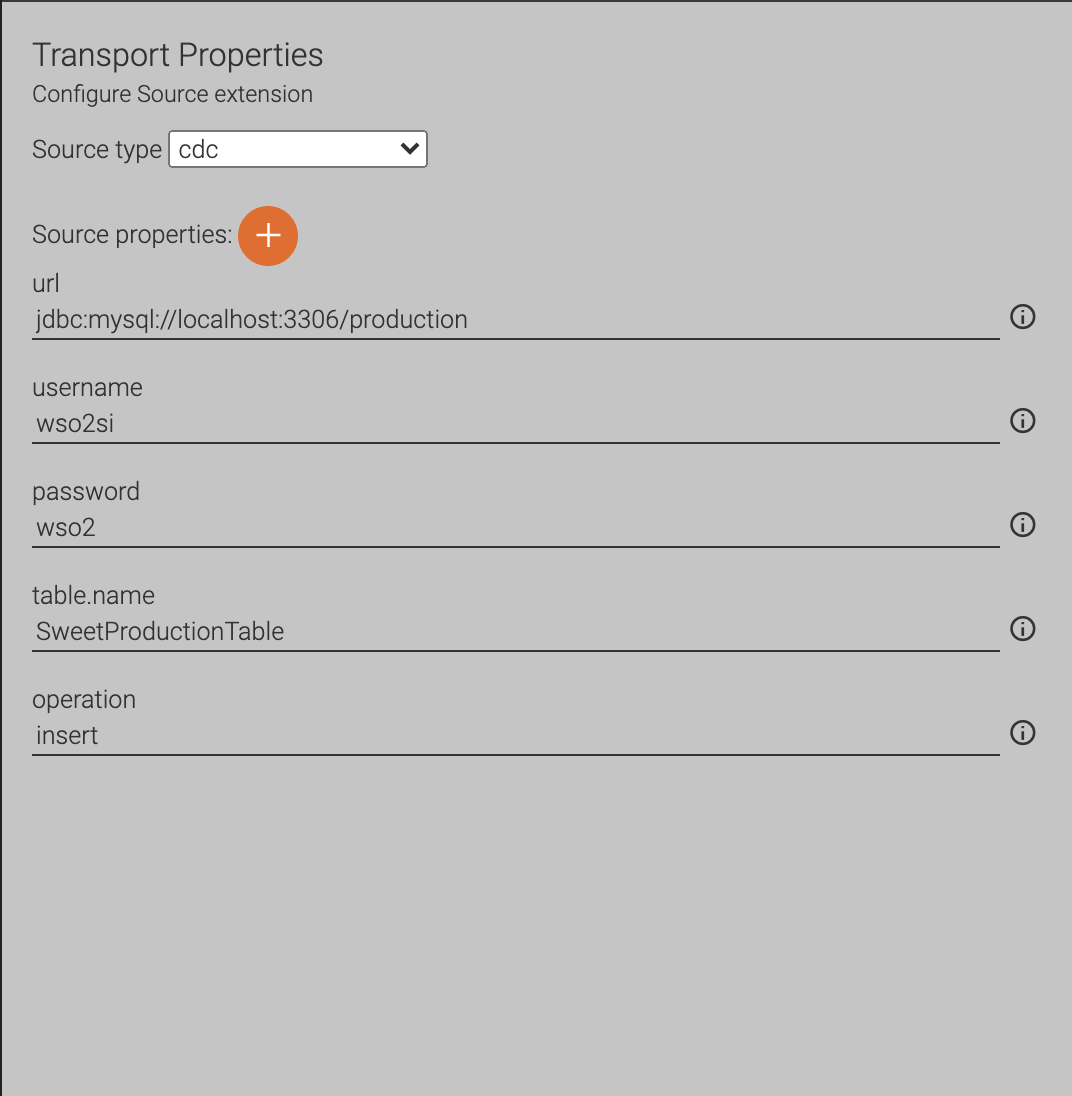 Transport Properties
Configure Source extension
Source type cdc
Source properties: +
url
jdbc:mysql://localhost:3306/production
username
wso2si
password
wso2
table.name
SweetProductionTable
operation
insert